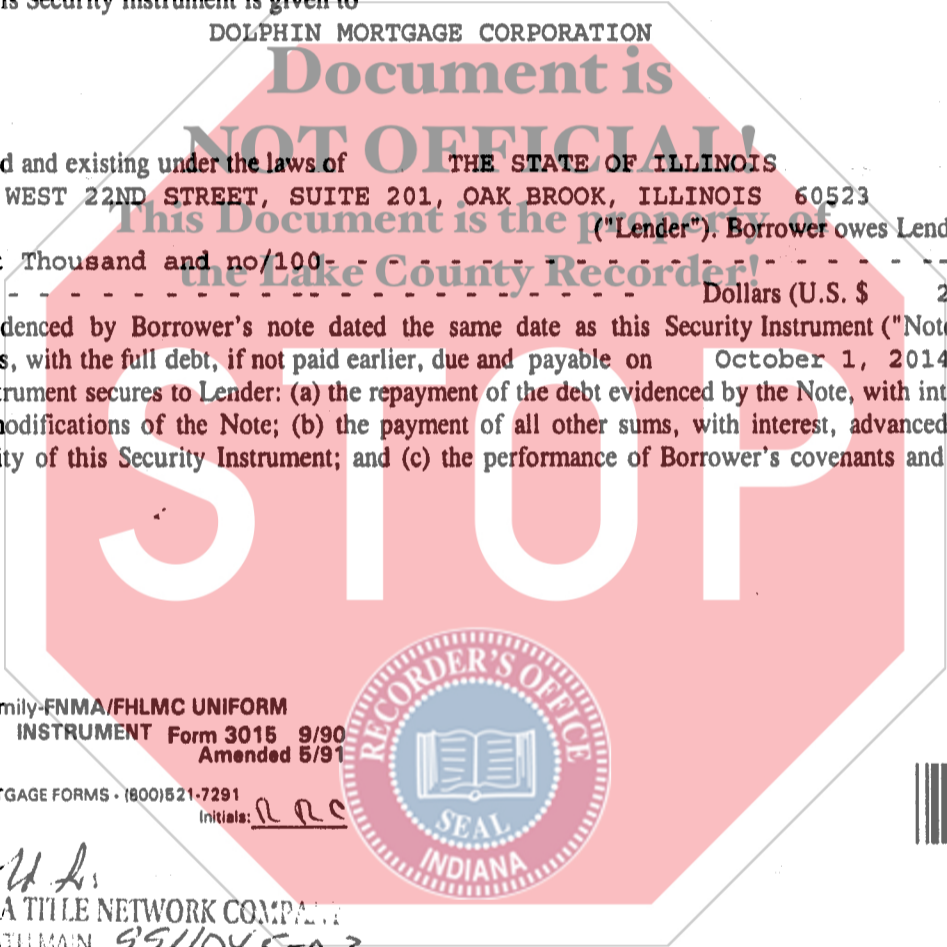 is Security Instrument is given to
DOLPHIN MORTGAGE CORPORATION
Document is
NOT OFFICIAL!
d and existing under the laws of THE STATE OF ILLINOIS
WEST 22ND STREET, SUITE 201, OAK BROOK, ILLINOIS 60523
This Document is the property of
("Lender"). Borrower owes Lend
Thousand and no/100 - - - - - - - - - - - - - - - - - - - -
the Lake County Recorder!
- - - - - - - - - - - - - - - - - - - - - - - Dollars (U.S. $ 2
denced by Borrower's note dated the same date as this Security Instrument ("Note
s, with the full debt, if not paid earlier, due and payable on October 1, 2014
trument secures to Lender: (a) the repayment of the debt evidenced by the Note, with int
nodifications of the Note; (b) the payment of all other sums, with interest, advanced
ity of this Security Instrument; and (c) the performance of Borrower's covenants and
STOP
mily-FNMA/FHLMC UNIFORM
INSTRUMENT Form 3015 9/90
Amended 5/91
TGAGE FORMS - (800)521-7291
Initials: RRC
RECORDER'S OFFICE
SEAL
INDIANA
A TITLE NETWORK COMPANY